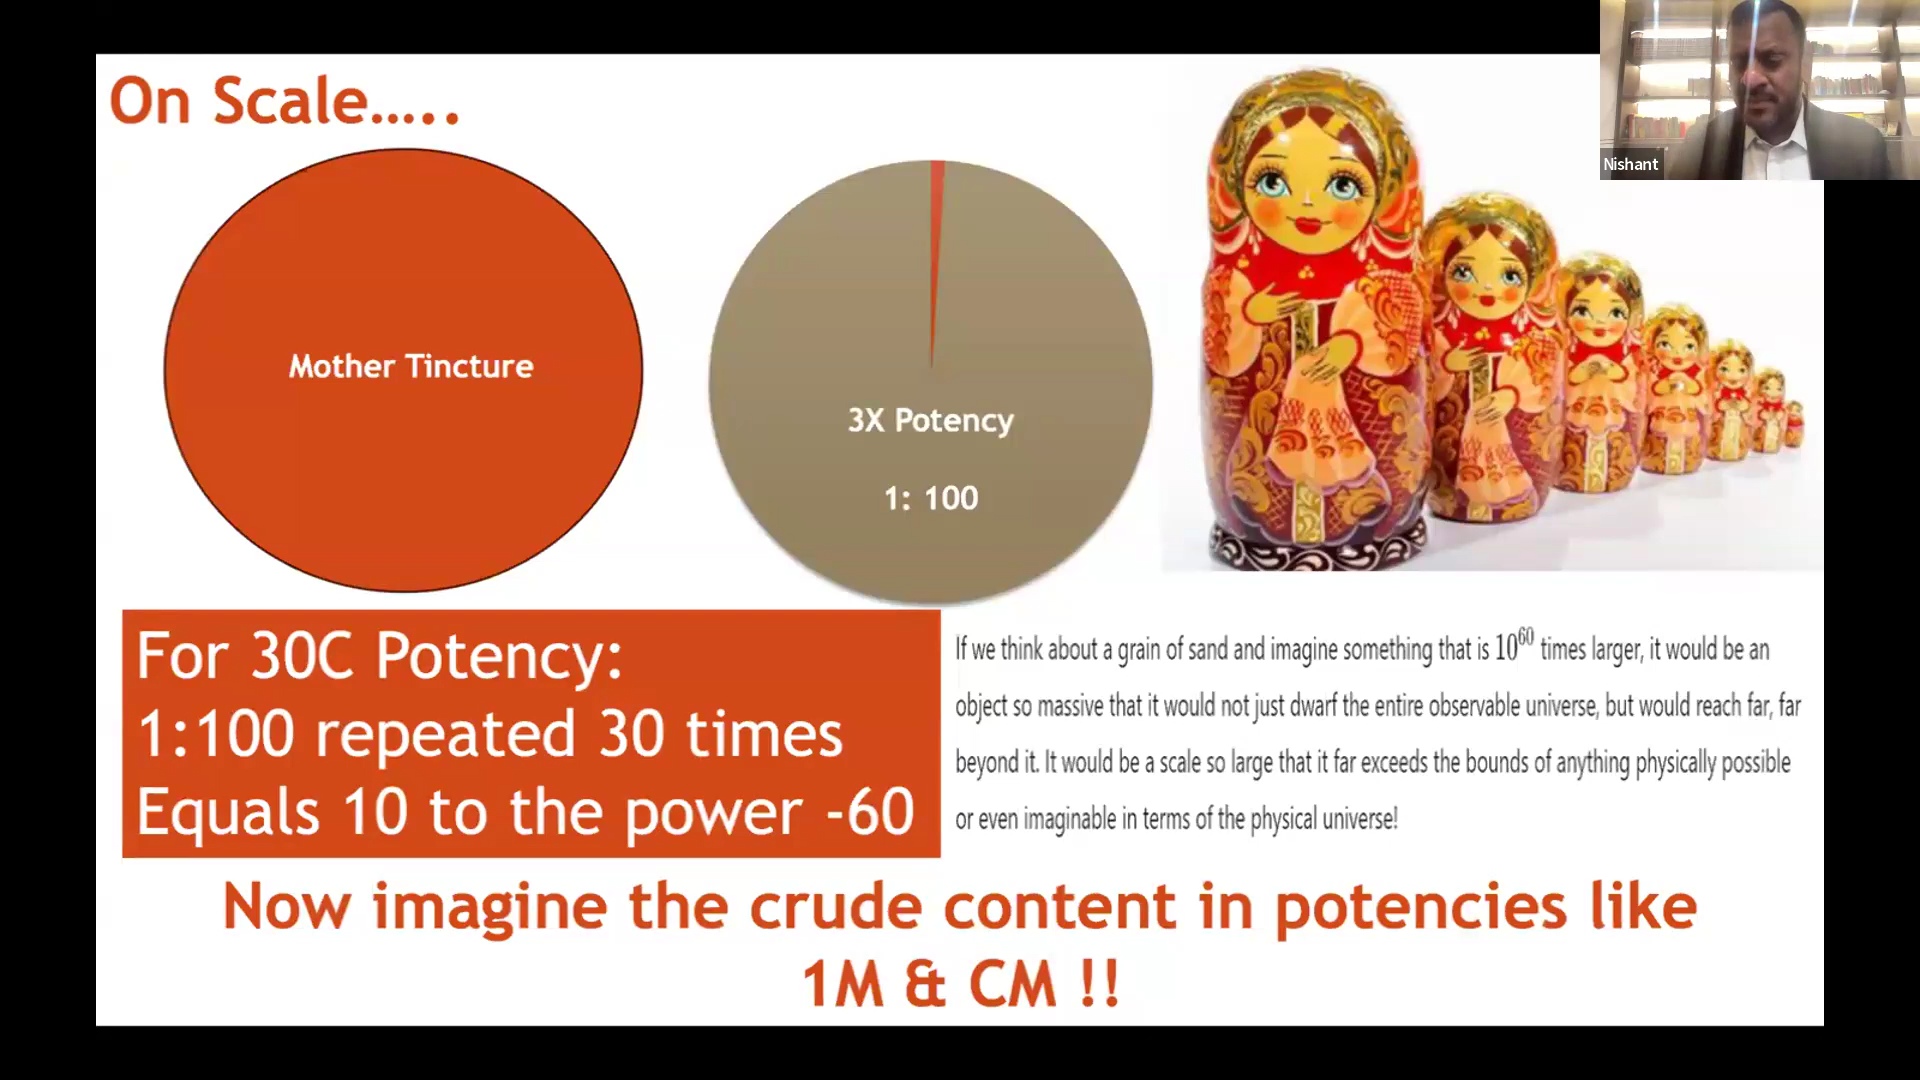 On Scale.....
Nishant
Mother Tincture
3X Potency
1: 100
For 30C Potency:
1:100 repeated 30 times
Equals 10 to the power -60
If we think about a grain of sand and imagine something that is 10^60 times larger, it would be an
object so massive that it would not just dwarf the entire observable universe, but would reach far, far
beyond it. It would be a scale so large that it far exceeds the bounds of anything physically possible
or even imaginable in terms of the physical universe!
Now imagine the crude content in potencies like
1M & CM !!